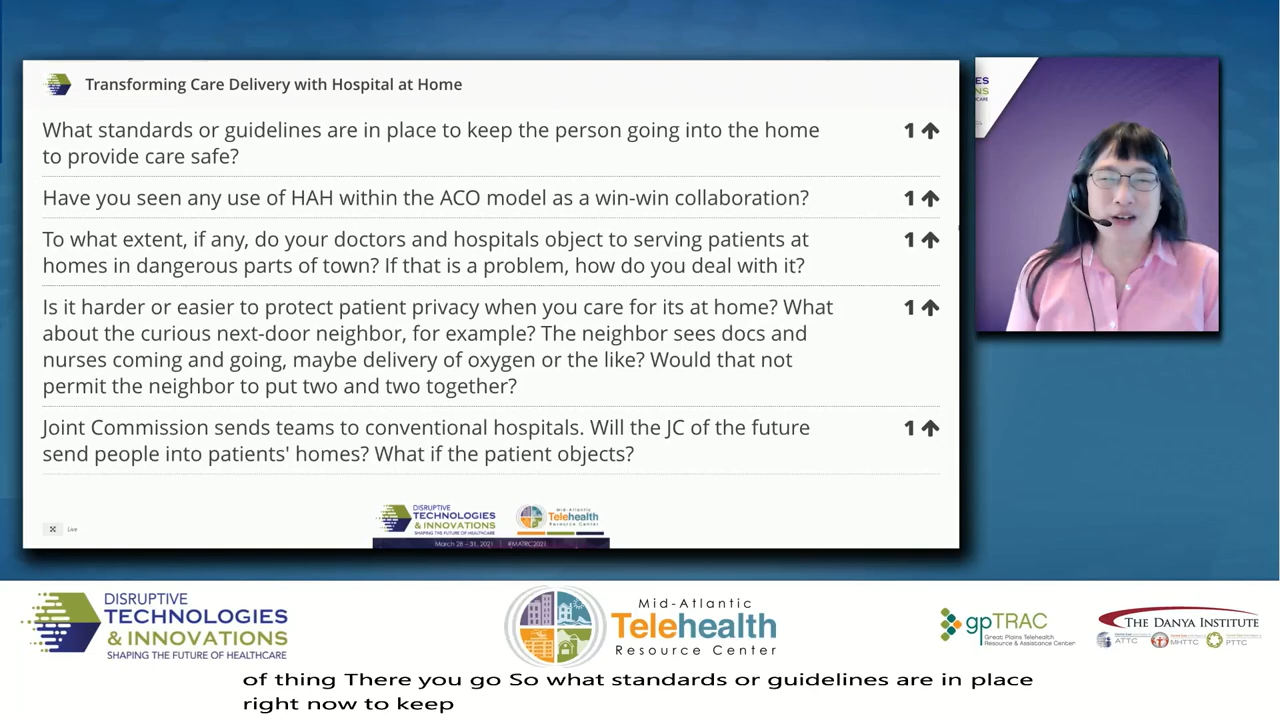 Transforming Care Delivery with Hospital at Home
What standards or guidelines are in place to keep the person going into the home
to provide care safe?
1
Have you seen any use of HAH within the ACO model as a win-win collaboration?
1
To what extent, if any, do your doctors and hospitals object to serving patients at
homes in dangerous parts of town? If that is a problem, how do you deal with it?
1
Is it harder or easier to protect patient privacy when you care for its at home? What
about the curious next-door neighbor, for example? The neighbor sees docs and
nurses coming and going, maybe delivery of oxygen or the like? Would that not
permit the neighbor to put two and two together?
1
Joint Commission sends teams to conventional hospitals. Will the JC of the future
send people into patients' homes? What if the patient objects?
1
Live
DISRUPTIVE
TECHNOLOGIES
& INNOVATIONS
SHAPING THE FUTURE OF HEALTHCARE
Mid-Atlantic
Telehealth
Resource Center
March 28 - 31, 2021 | #MATRC2021
ES
NS
CARE
DISRUPTIVE
TECHNOLOGIES
& INNOVATIONS
SHAPING THE FUTURE OF HEALTHCARE
Mid-Atlantic
Telehealth
Resource Center
gpTRAC
Great Plains Telehealth
Resource & Assistance Center
THE DANYA INSTITUTE
ATTC
MHTTC
PTTC
of thing There you go So what standards or guidelines are in place
right now to keep